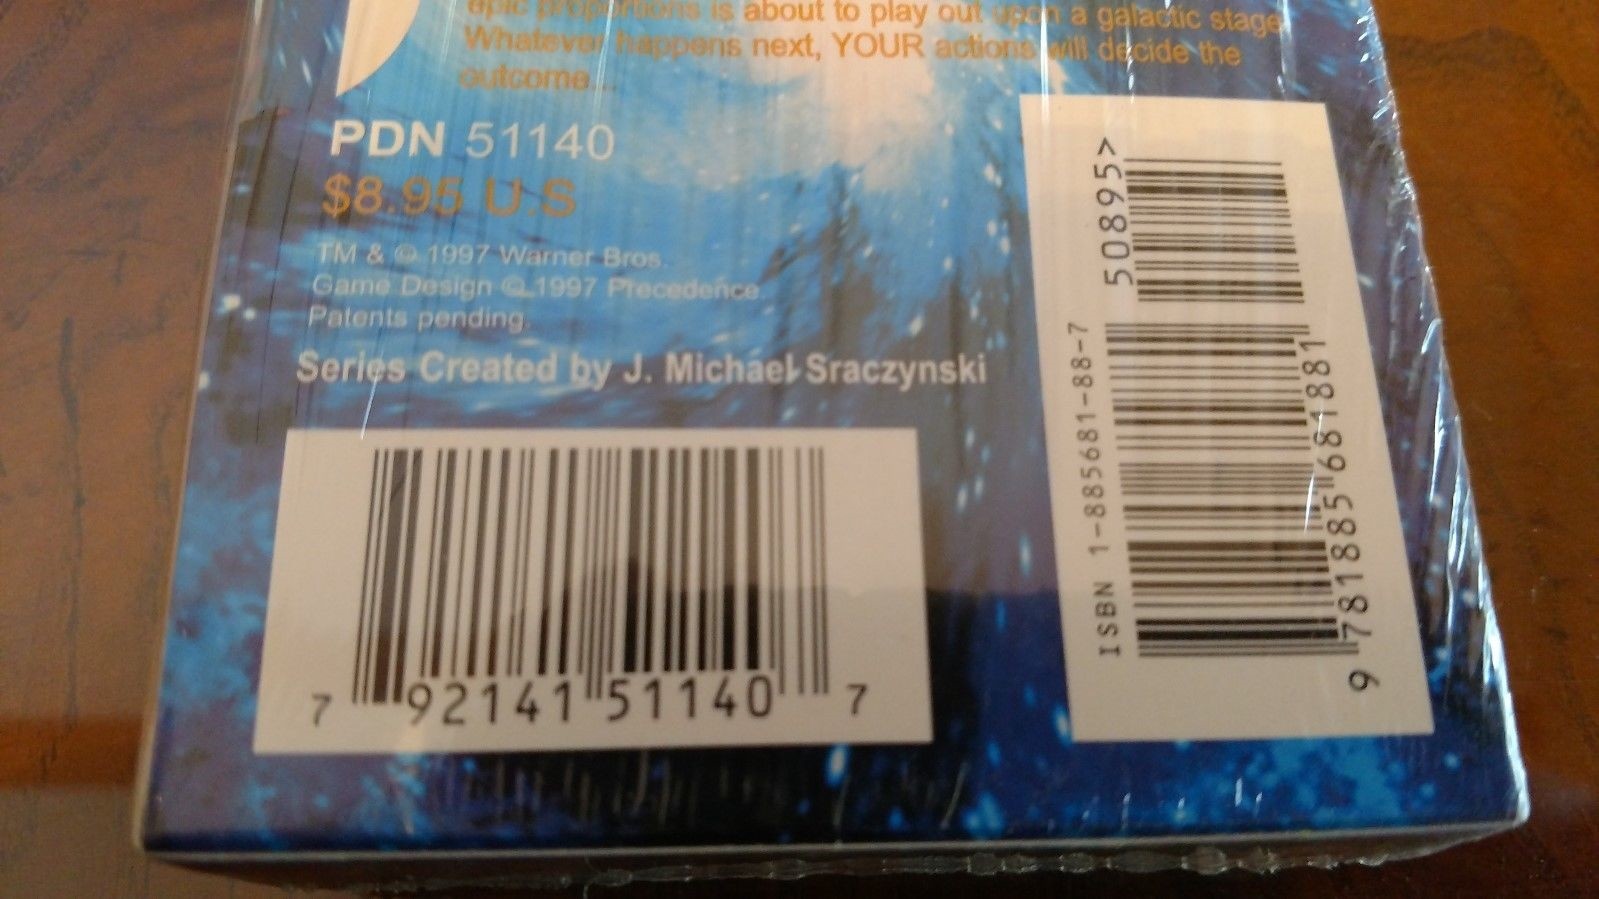 epic proportions is about to play out upon a galactic stage
Whatever happens next, YOUR actions will decide the
outcome...
PDN 51140
$8.95 U.S
TM & © 1997 Warner Bros.
Game Design © 1997 Precedence
Patents pending.
Series Created by J. Michael Sraczynski
7 92141 51140 7
50895>
ISBN 1-885681-88-7
9 781885 681881